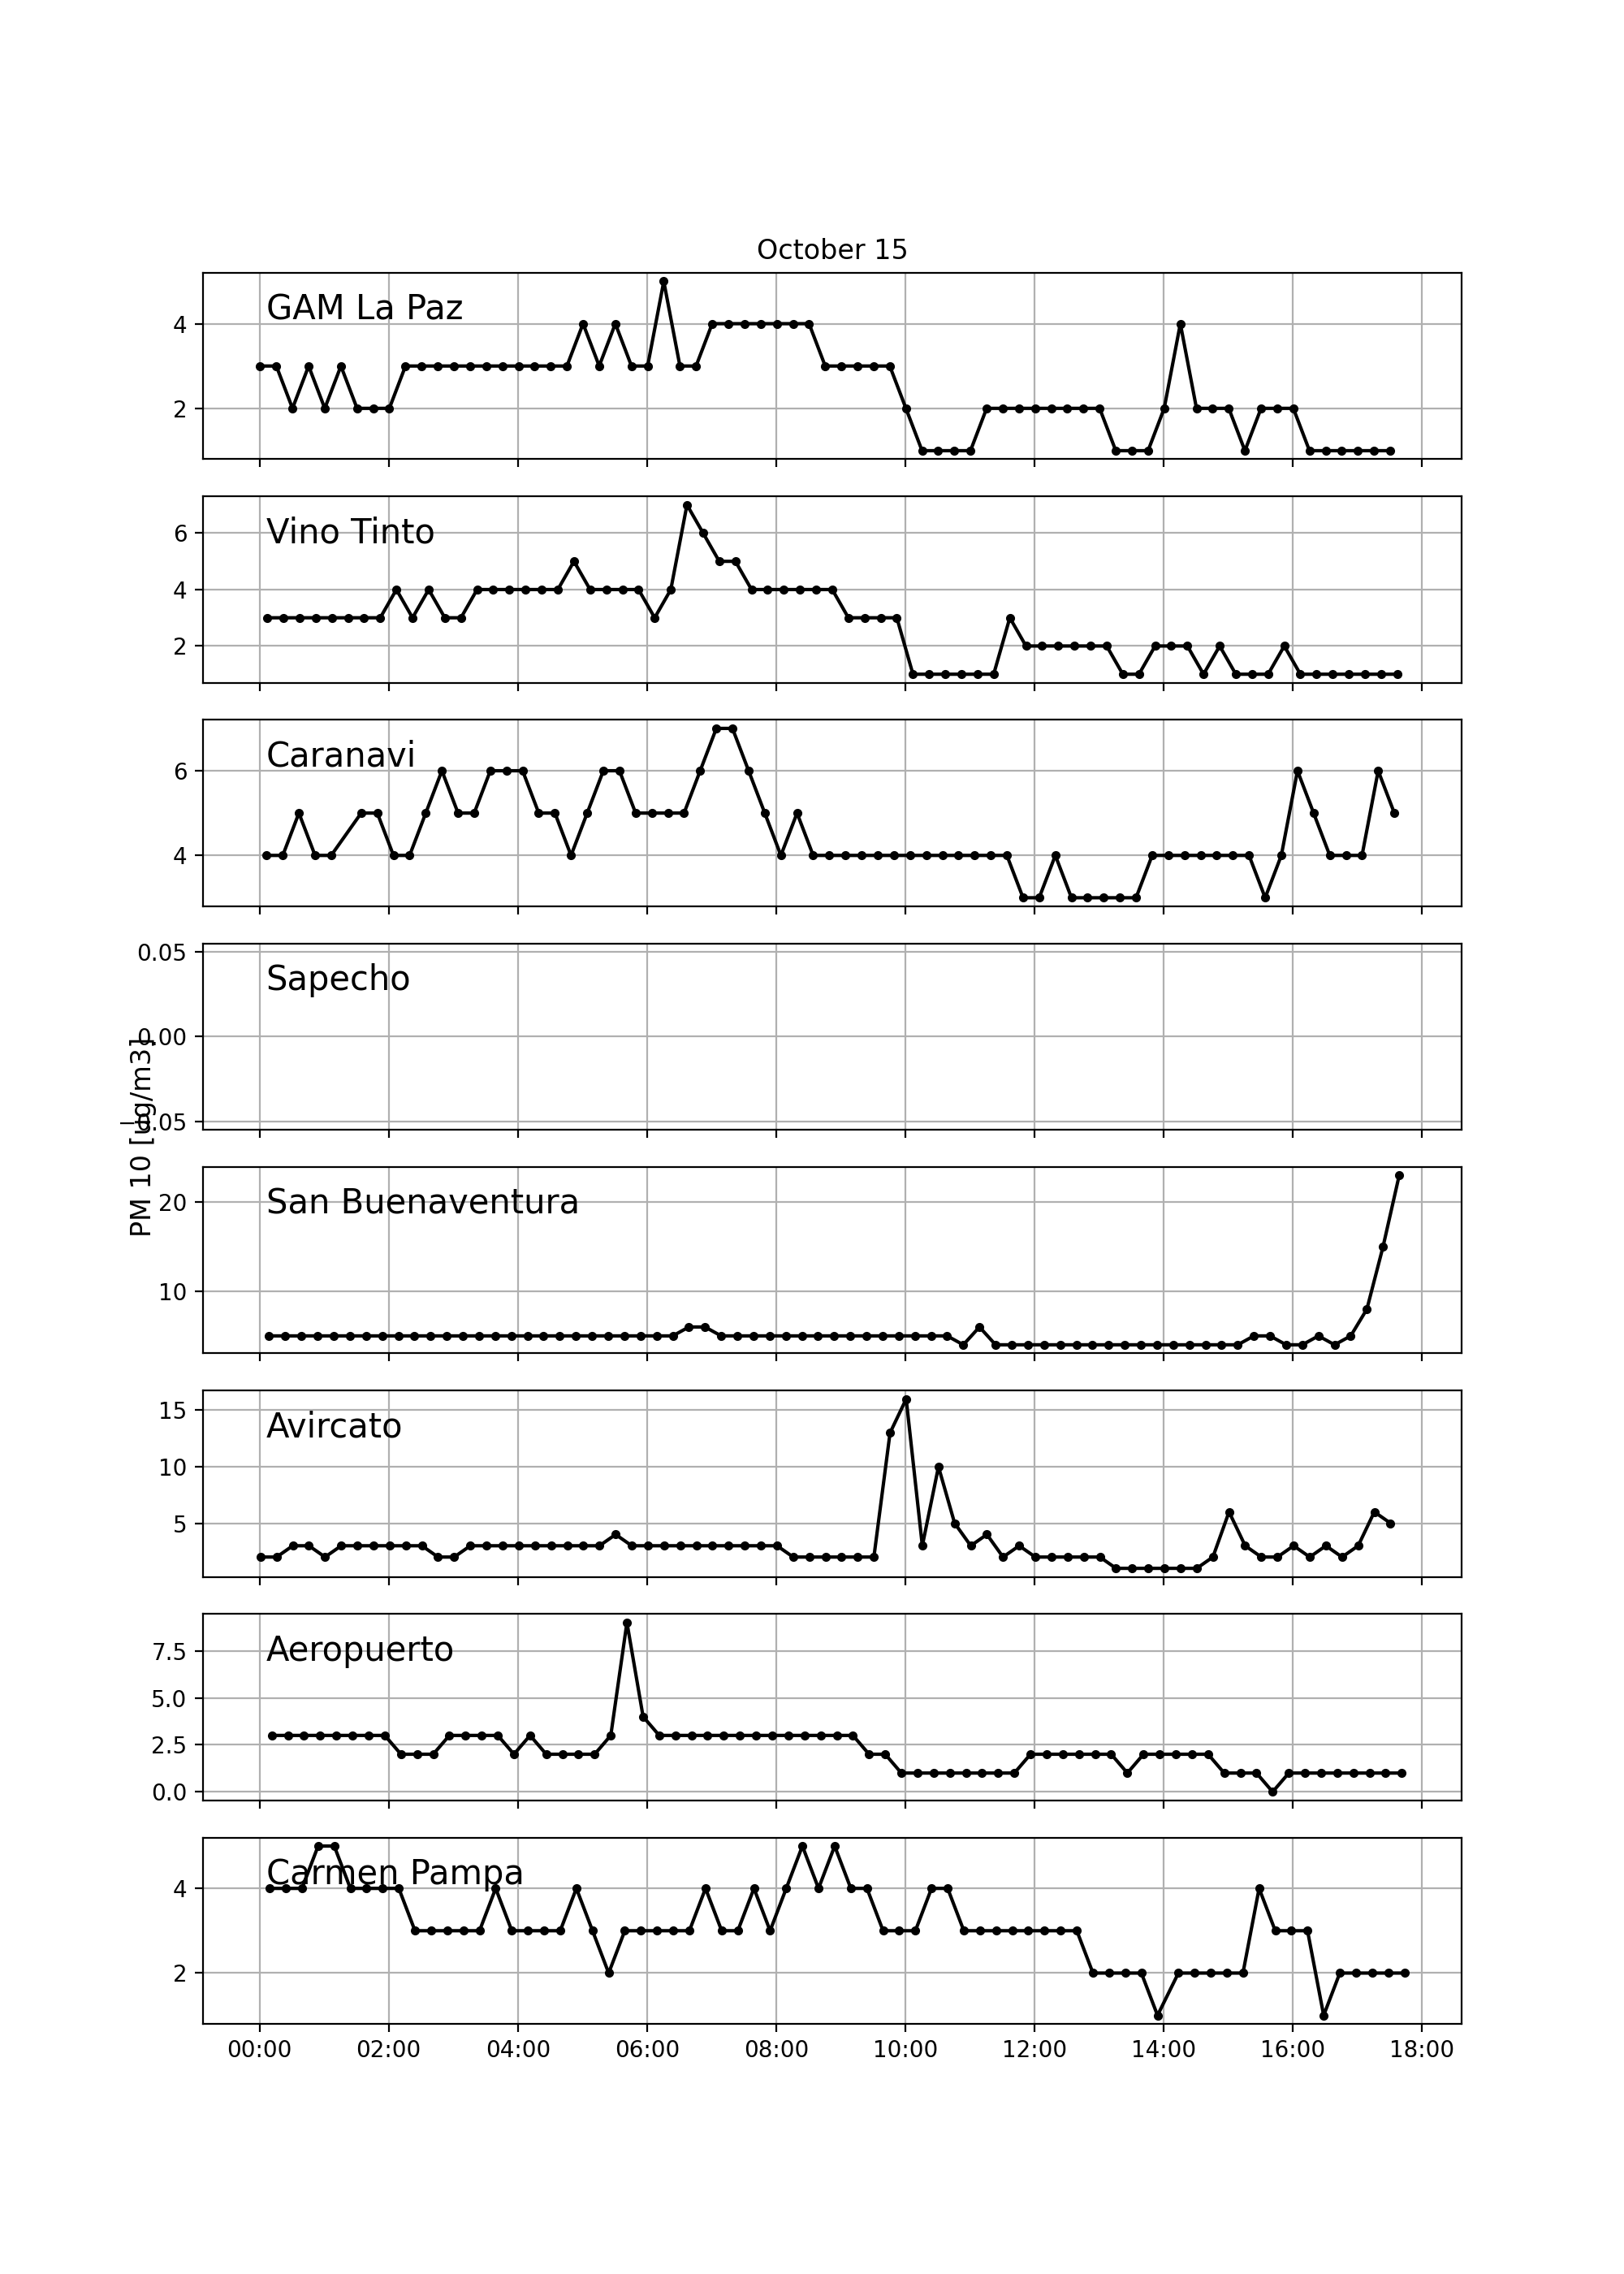 October 15
GAM La Paz
4
2
Vino Tinto
6
4
2
Caranavi
6
4
Sapecho
0.05
0.00
−0.05
PM 10 [ug/m3]
San Buenaventura
20
10
Avircato
15
10
5
Aeropuerto
7.5
5.0
2.5
0.0
Carmen Pampa
4
2
00:00 02:00 04:00 06:00 08:00 10:00 12:00 14:00 16:00 18:00